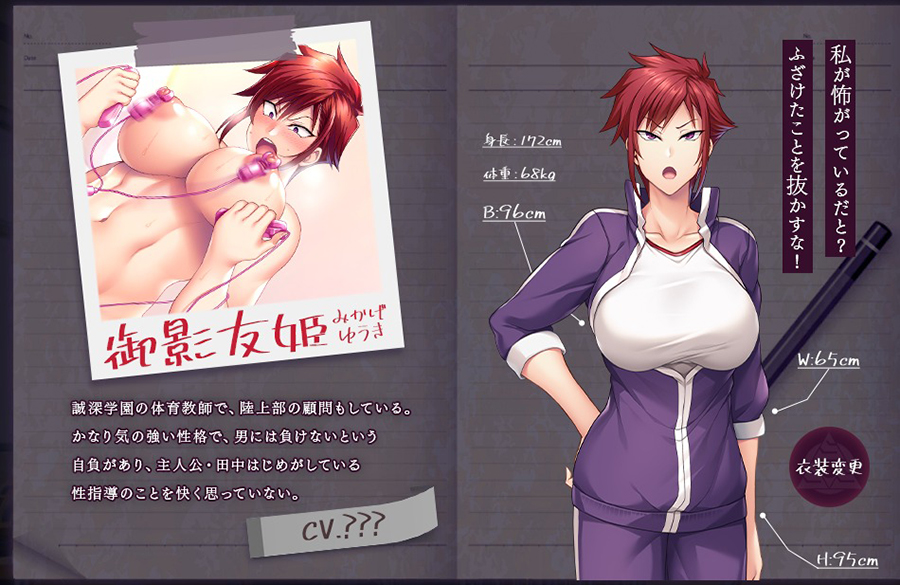 御影友姫
みかげ
ゆうき
誠深学園の体育教師で、陸上部の顧問もしている。
かなり気の強い性格で、男には負けないという
自負があり、主人公・田中はじめがしている
性指導のことを快く思っていない。
CV.???
私が怖がっているだと?
ふざけたことを抜かすな!
身長:172cm
体重:68kg
B:96cm
W:65cm
衣装変更
H:95cm